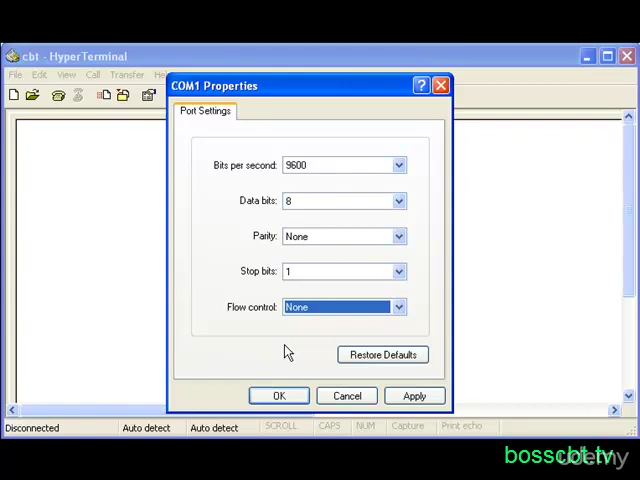 cbt - HyperTerminal
File Edit View Call Transfer
COM1 Properties
Port Settings
Bits per second: 9600
Data bits: 8
Parity: None
Stop bits: 1
Flow control: None
Restore Defaults
OK Cancel Apply
Disconnected Auto detect Auto detect SCROLL CAPS NUM Capture Print echo
bosscbt.tv
udemy